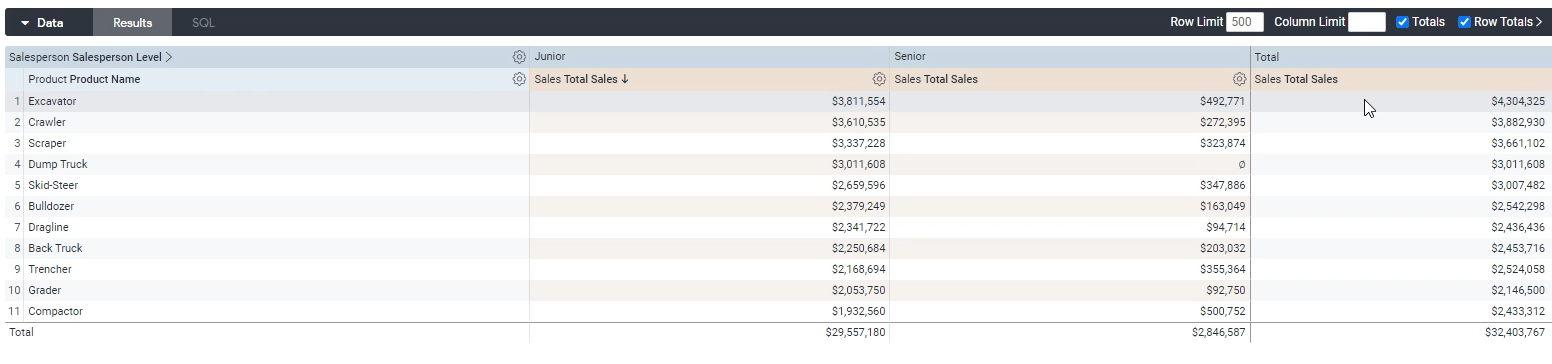 Data Results SQL Row Limit 500 Column Limit Totals Row Totals
Salesperson Salesperson Level Junior Senior Total
Product Product Name Sales Total Sales Sales Total Sales Sales Total Sales
1 Excavator $3,811,554 $492,771 $4,304,325
2 Crawler $3,610,535 $272,395 $3,882,930
3 Scraper $3,337,228 $323,874 $3,661,102
4 Dump Truck $3,011,608 ∅ $3,011,608
5 Skid-Steer $2,659,596 $347,886 $3,007,482
6 Bulldozer $2,379,249 $163,049 $2,542,298
7 Dragline $2,341,722 $94,714 $2,436,436
8 Back Truck $2,250,684 $203,032 $2,453,716
9 Trencher $2,168,694 $355,364 $2,524,058
10 Grader $2,053,750 $92,750 $2,146,500
11 Compactor $1,932,560 $500,752 $2,433,312
Total $29,557,180 $2,846,587 $32,403,767